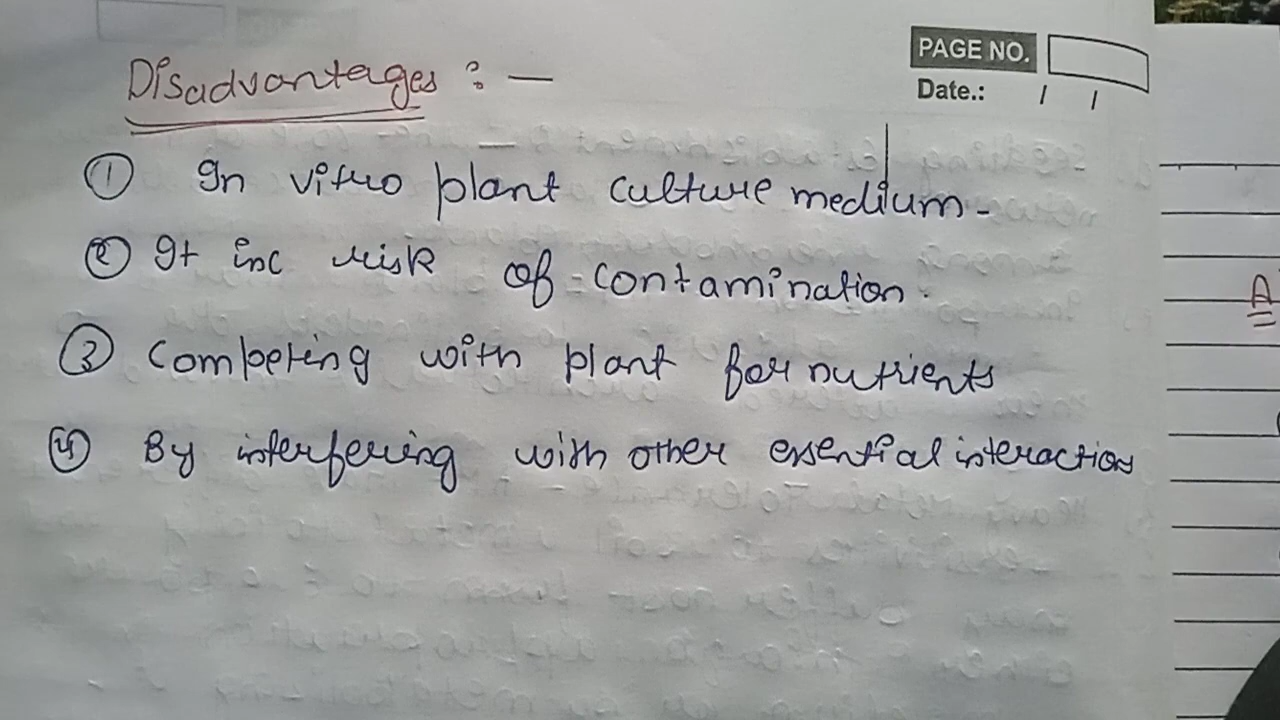 PAGE NO.
Date.: / /
Disadvantages : —
① In vitro plant culture medium -
② It inc risk of contamination.
③ Competing with plant for nutrients
④ By interfering with other essential interaction
A